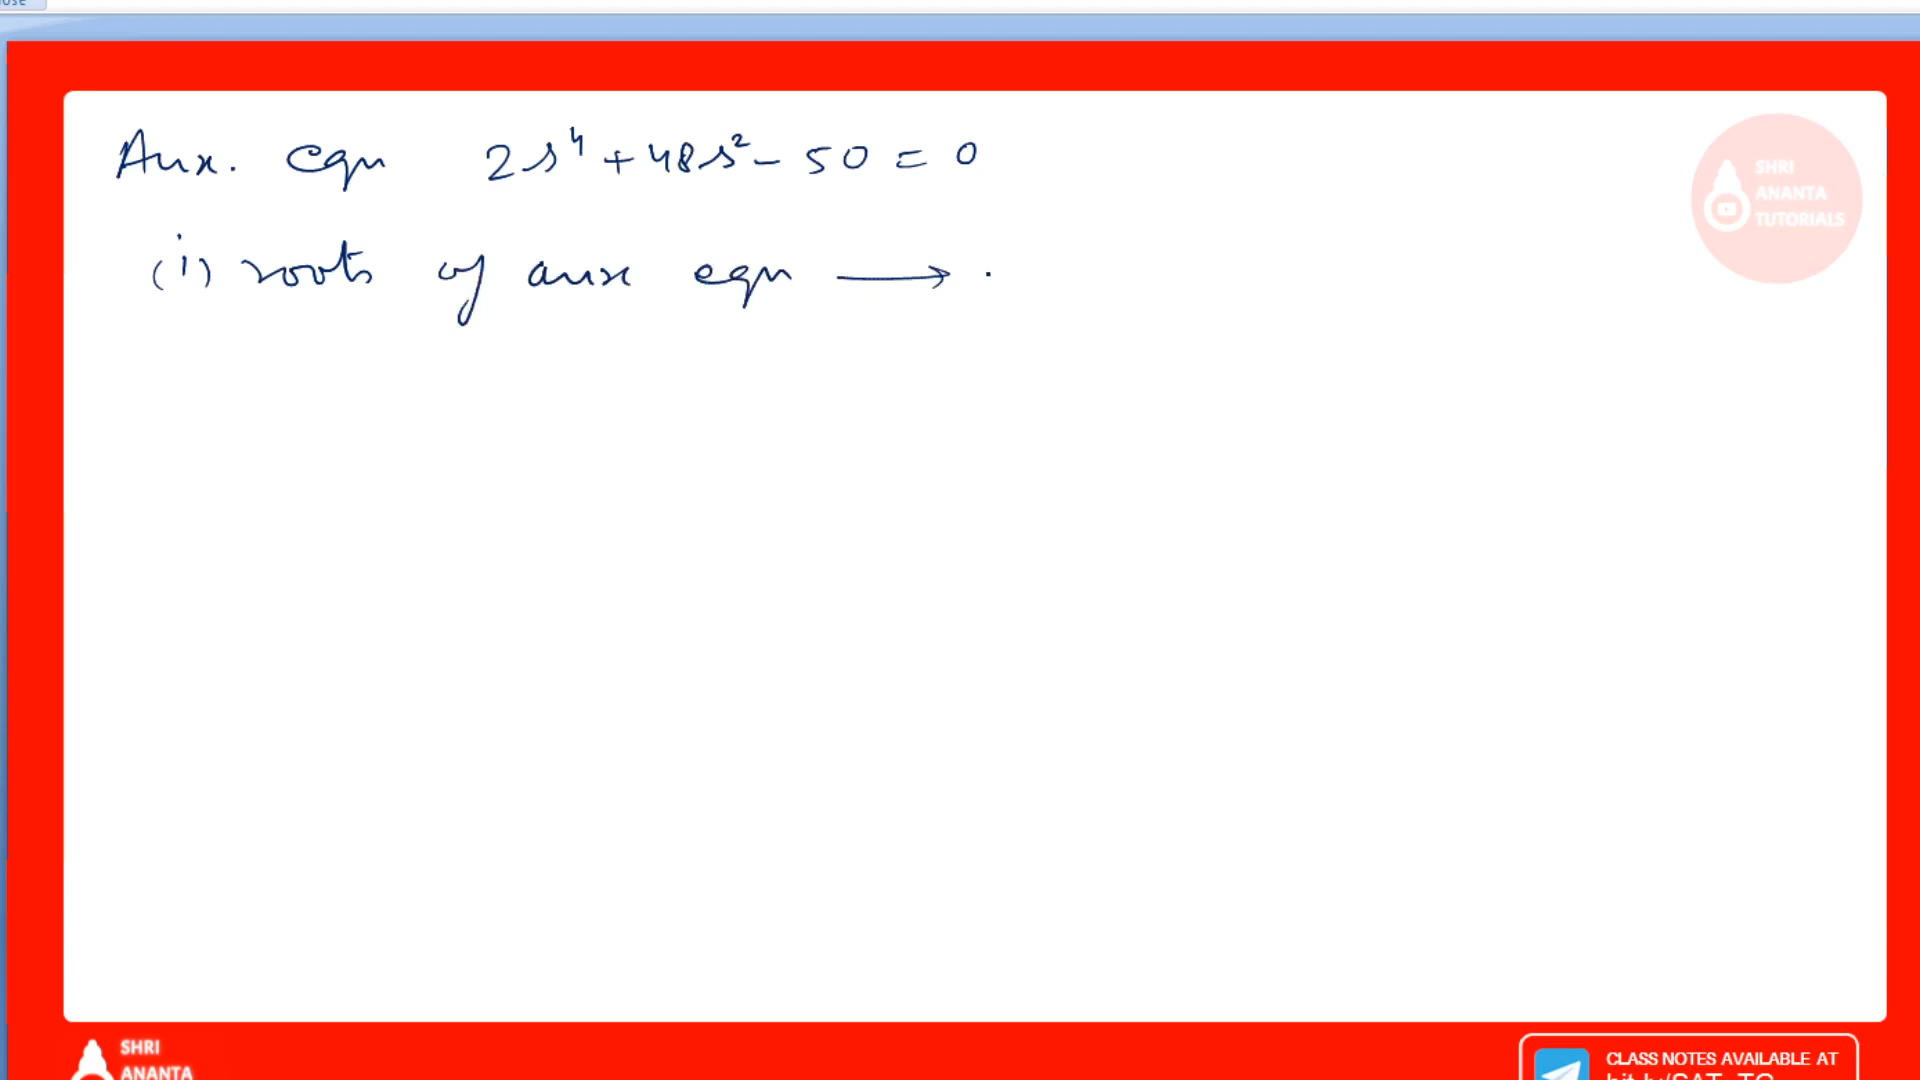 Aux. eqn 2s⁴ + 48s² - 50 = 0
(i) roots of aux eqn ⟶ .
SHRI
ANANTA
TUTORIALS
SHRI
ANANTA
CLASS NOTES AVAILABLE AT